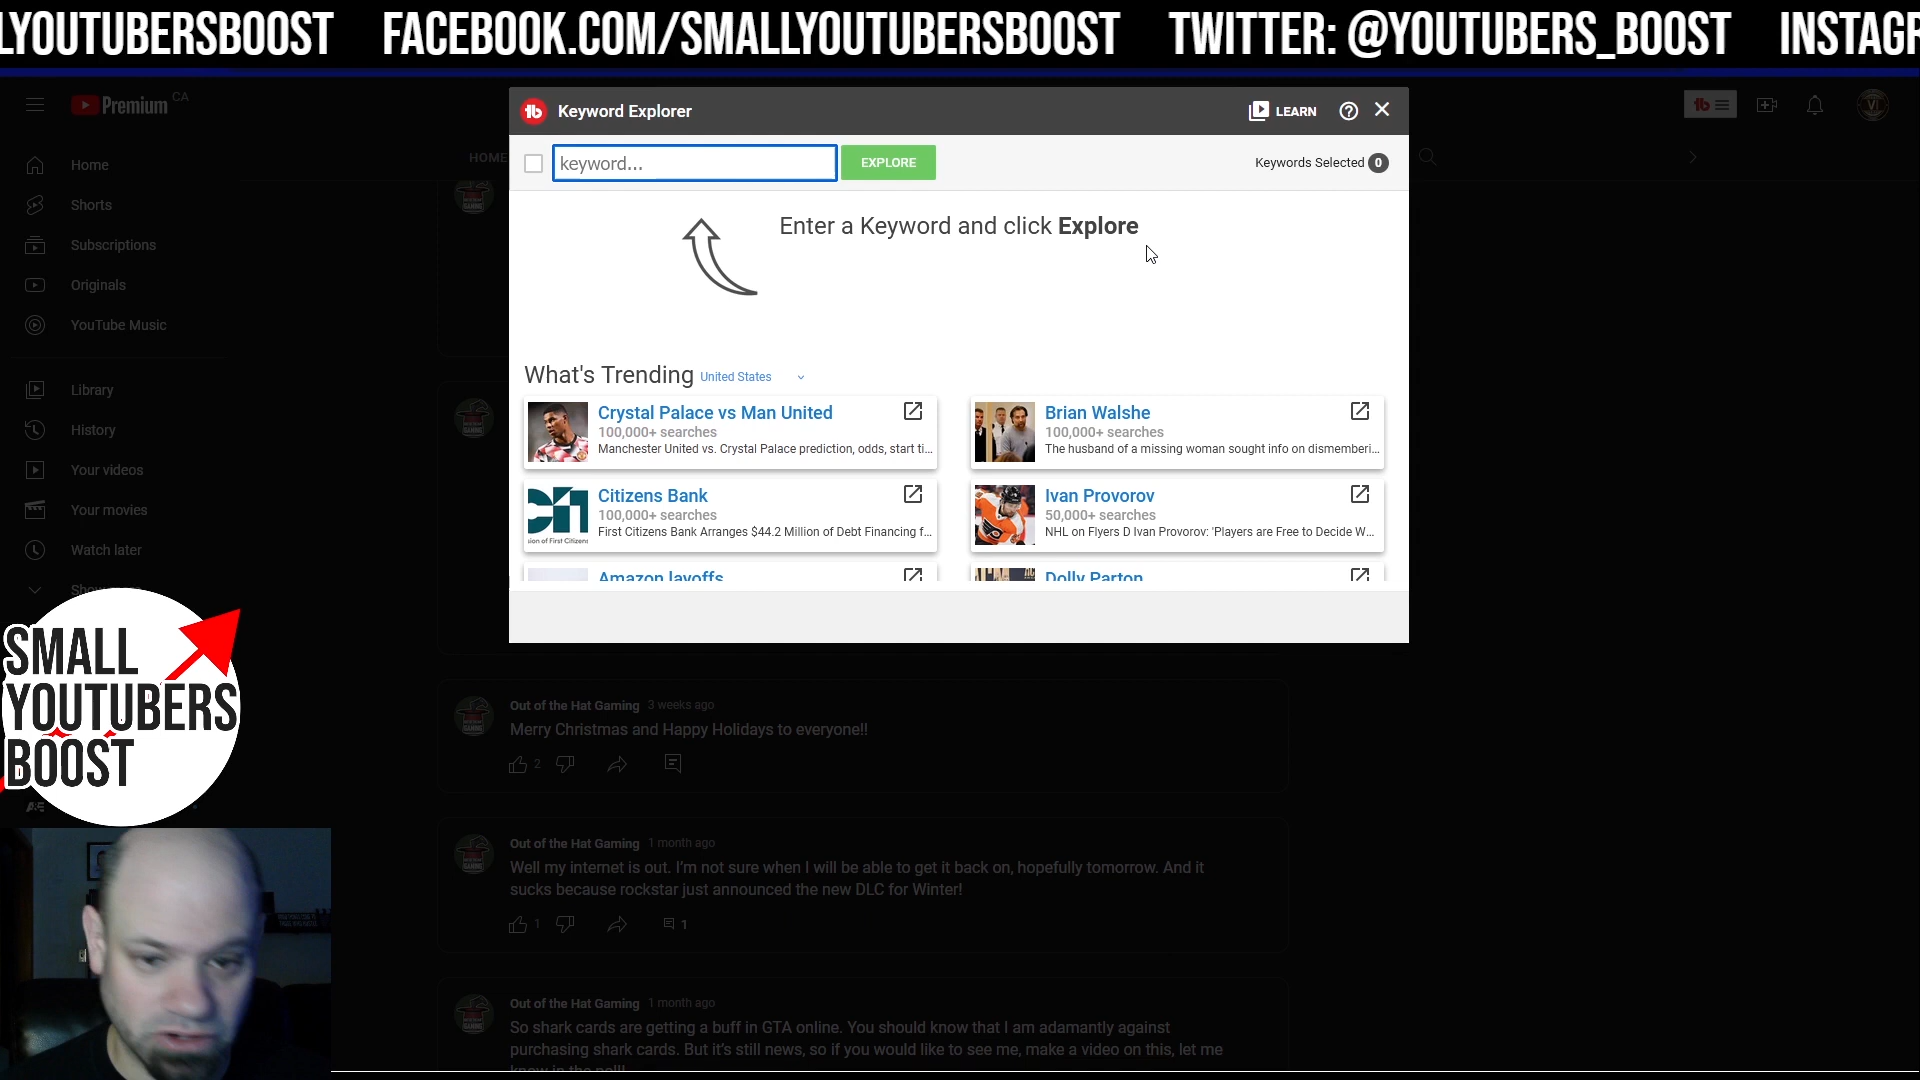 LYOUTUBERSBOOST FACEBOOK.COM/SMALLYOUTUBERSBOOST TWITTER: @YOUTUBERS_BOOST INSTAGR
Premium CA
Home
Shorts
Subscriptions
Originals
YouTube Music
Library
History
Your videos
Your movies
Watch later
HOME
Keyword Explorer
LEARN
keyword...
EXPLORE
Keywords Selected 0
Enter a Keyword and click Explore
What's Trending United States
Crystal Palace vs Man United
100,000+ searches
Manchester United vs. Crystal Palace prediction, odds, start ti...
Brian Walshe
100,000+ searches
The husband of a missing woman sought info on dismemberi...
Citizens Bank
100,000+ searches
First Citizens Bank Arranges $44.2 Million of Debt Financing f...
Ivan Provorov
50,000+ searches
NHL on Flyers D Ivan Provorov: 'Players are Free to Decide W...
Amazon layoffs
Dolly Parton
SMALL
YOUTUBERS
BOOST
Out of the Hat Gaming 3 weeks ago
Merry Christmas and Happy Holidays to everyone!!
2
Out of the Hat Gaming 1 month ago
Well my internet is out. I'm not sure when I will be able to get it back on, hopefully tomorrow. And it
sucks because rockstar just announced the new DLC for Winter!
1 1
Out of the Hat Gaming 1 month ago
So shark cards are getting a buff in GTA online. You should know that I am adamantly against
purchasing shark cards. But it's still news, so if you would like to see me, make a video on this, let me
know in the poll!